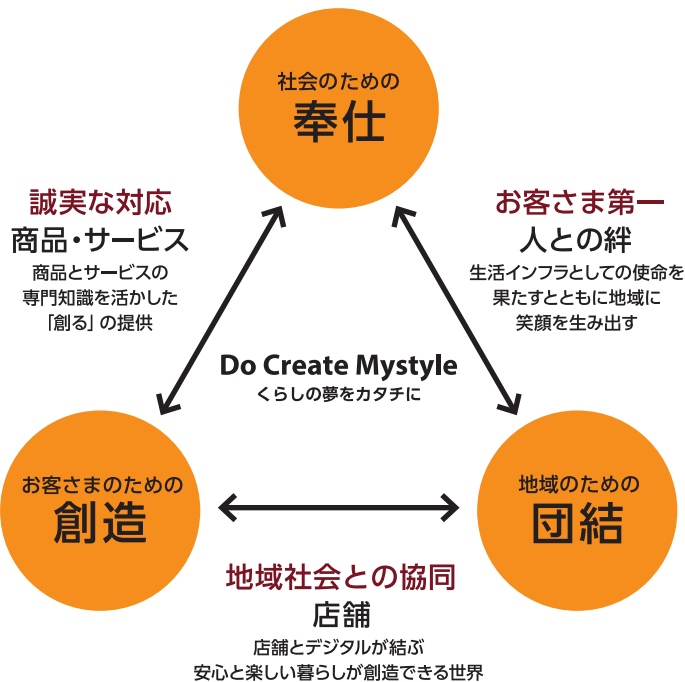 社会のための
奉仕
誠実な対応
商品・サービス
商品とサービスの
専門知識を活かした
「創る」の提供
お客さま第一
人との絆
生活インフラとしての使命を
果たすとともに地域に
笑顔を生み出す
Do Create Mystyle
くらしの夢をカタチに
お客さまのための
創造
地域のための
団結
地域社会との協同
店舗
店舗とデジタルが結ぶ
安心と楽しい暮らしが創造できる世界